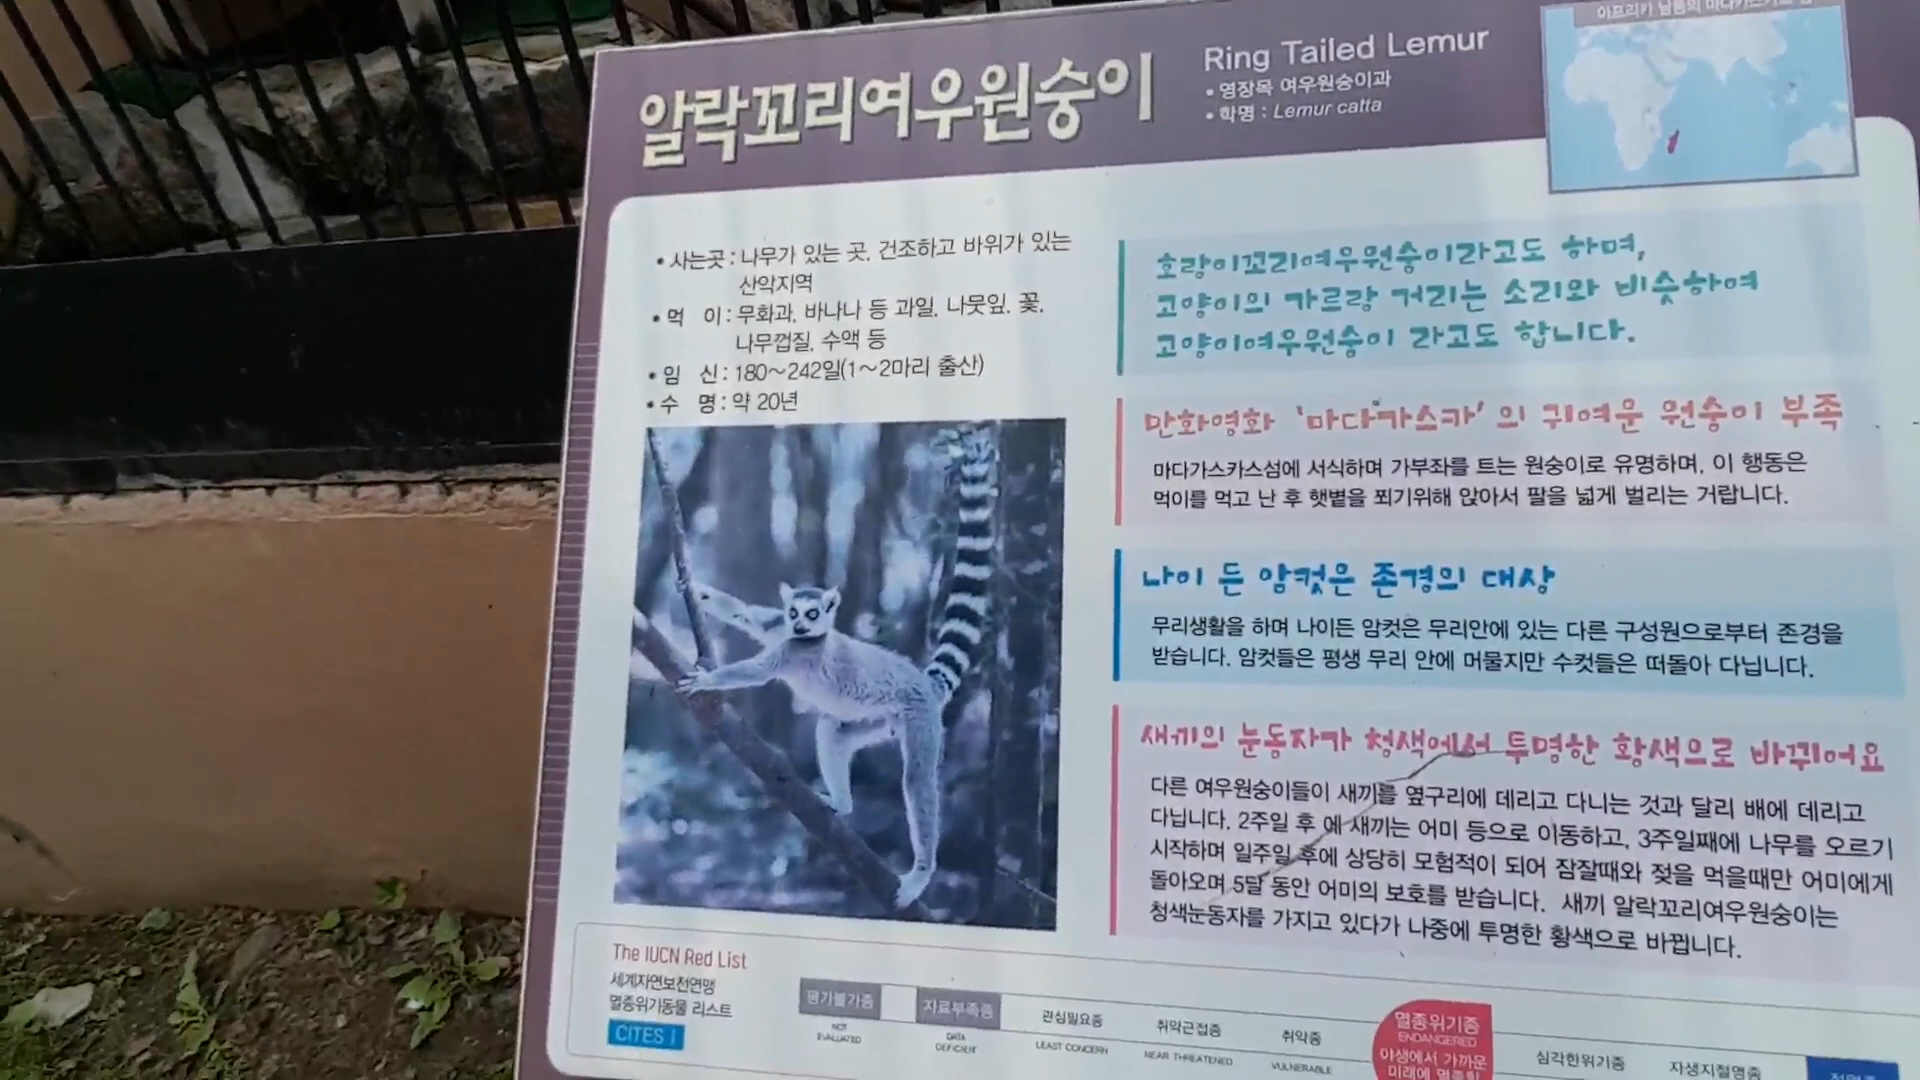 알락꼬리여우원숭이
Ring Tailed Lemur
• 영장목 여우원숭이과
• 학명 : Lemur catta
아프리카 남동의 마다가스카르 섬
• 사는곳 : 나무가 있는 곳, 건조하고 바위가 있는
산악지역
• 먹 이 : 무화과, 바나나 등 과일, 나뭇잎, 꽃,
나무껍질, 수액 등
• 임 신 : 180~242일(1~2마리 출산)
• 수 명 : 약 20년
호랑이꼬리여우원숭이라고도 하며,
고양이의 가르랑 거리는 소리와 비슷하여
고양이여우원숭이 라고도 합니다.
만화영화 '마다가스카'의 귀여운 원숭이 부족
마다가스카스섬에 서식하며 가부좌를 트는 원숭이로 유명하며, 이 행동은
먹이를 먹고 난 후 햇볕을 쬐기위해 앉아서 팔을 넓게 벌리는 거랍니다.
나이 든 암컷은 존경의 대상
무리생활을 하며 나이든 암컷은 무리안에 있는 다른 구성원으로부터 존경을
받습니다. 암컷들은 평생 무리 안에 머물지만 수컷들은 떠돌아 다닙니다.
새끼의 눈동자가 청색에서 투명한 황색으로 바뀌어요
다른 여우원숭이들이 새끼를 옆구리에 데리고 다니는 것과 달리 배에 데리고
다닙니다. 2주일 후 에 새끼는 어미 등으로 이동하고, 3주일째에 나무를 오르기
시작하며 일주일 후에 상당히 모험적이 되어 잠잘때와 젖을 먹을때만 어미에게
돌아오며 5달 동안 어미의 보호를 받습니다. 새끼 알락꼬리여우원숭이는
청색눈동자를 가지고 있다가 나중에 투명한 황색으로 바뀝니다.
The IUCN Red List
세계자연보전연맹
멸종위기동물 리스트
CITES I
평가불가종
NOT
EVALUATED
자료부족종
DATA
DEFICIENT
관심필요종
LEAST CONCERN
취약근접종
NEAR THREATENED
취약종
VULNERABLE
멸종위기종
ENDANGERED
야생에서 가까운
미래에 멸종될
심각한위기종
자생지절멸종